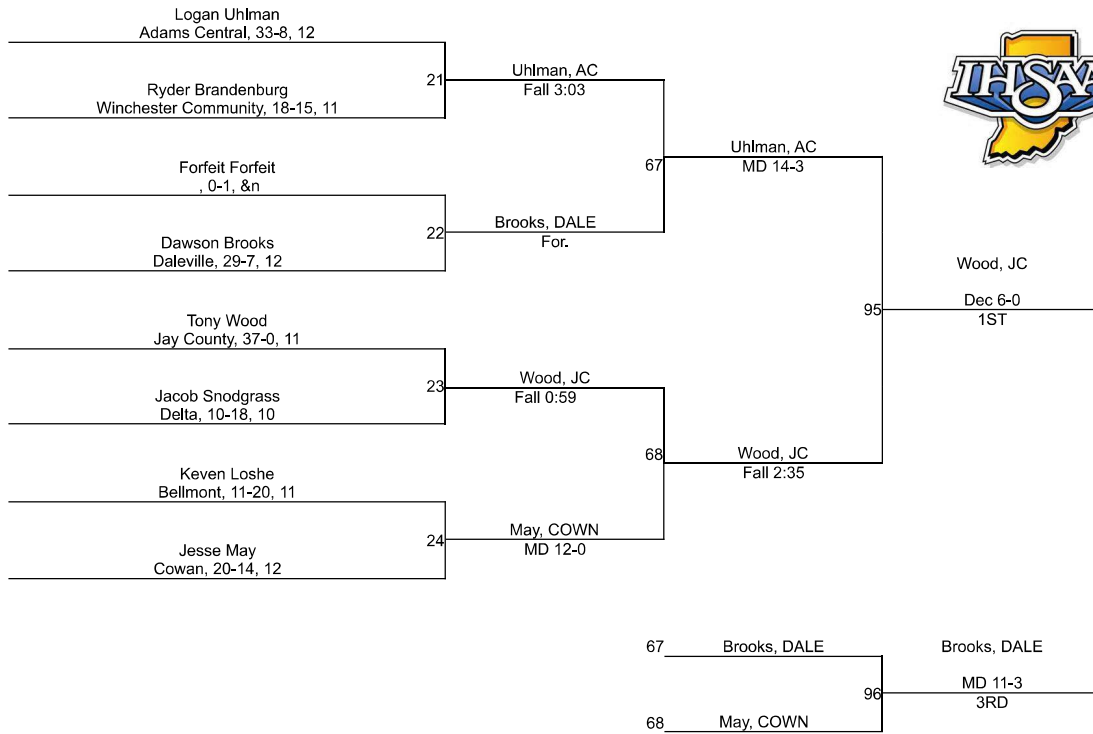 Logan Uhlman
Adams Central, 33-8, 12
Ryder Brandenburg
Winchester Community, 18-15, 11
21
Uhlman, AC
Fall 3:03
Forfeit Forfeit
, 0-1, &n
Dawson Brooks
Daleville, 29-7, 12
22
Brooks, DALE
For.
67
Uhlman, AC
MD 14-3
Tony Wood
Jay County, 37-0, 11
Jacob Snodgrass
Delta, 10-18, 10
23
Wood, JC
Fall 0:59
Keven Loshe
Bellmont, 11-20, 11
Jesse May
Cowan, 20-14, 12
24
May, COWN
MD 12-0
68
Wood, JC
Fall 2:35
95
Wood, JC
Dec 6-0
1ST
IHSAA
67
Brooks, DALE
68
May, COWN
96
Brooks, DALE
MD 11-3
3RD